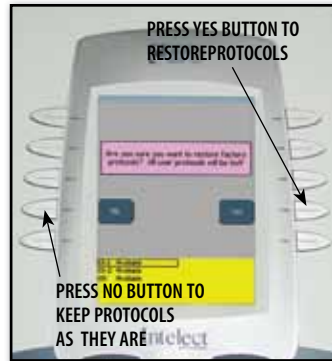 PRESS YES BUTTON TO
RESTOREPROTOCOLS
Are you sure you want to restore factory
protocols? All user protocols will be lost!
PRESS NO BUTTON TO
KEEP PROTOCOLS
AS THEY ARE
Intelect